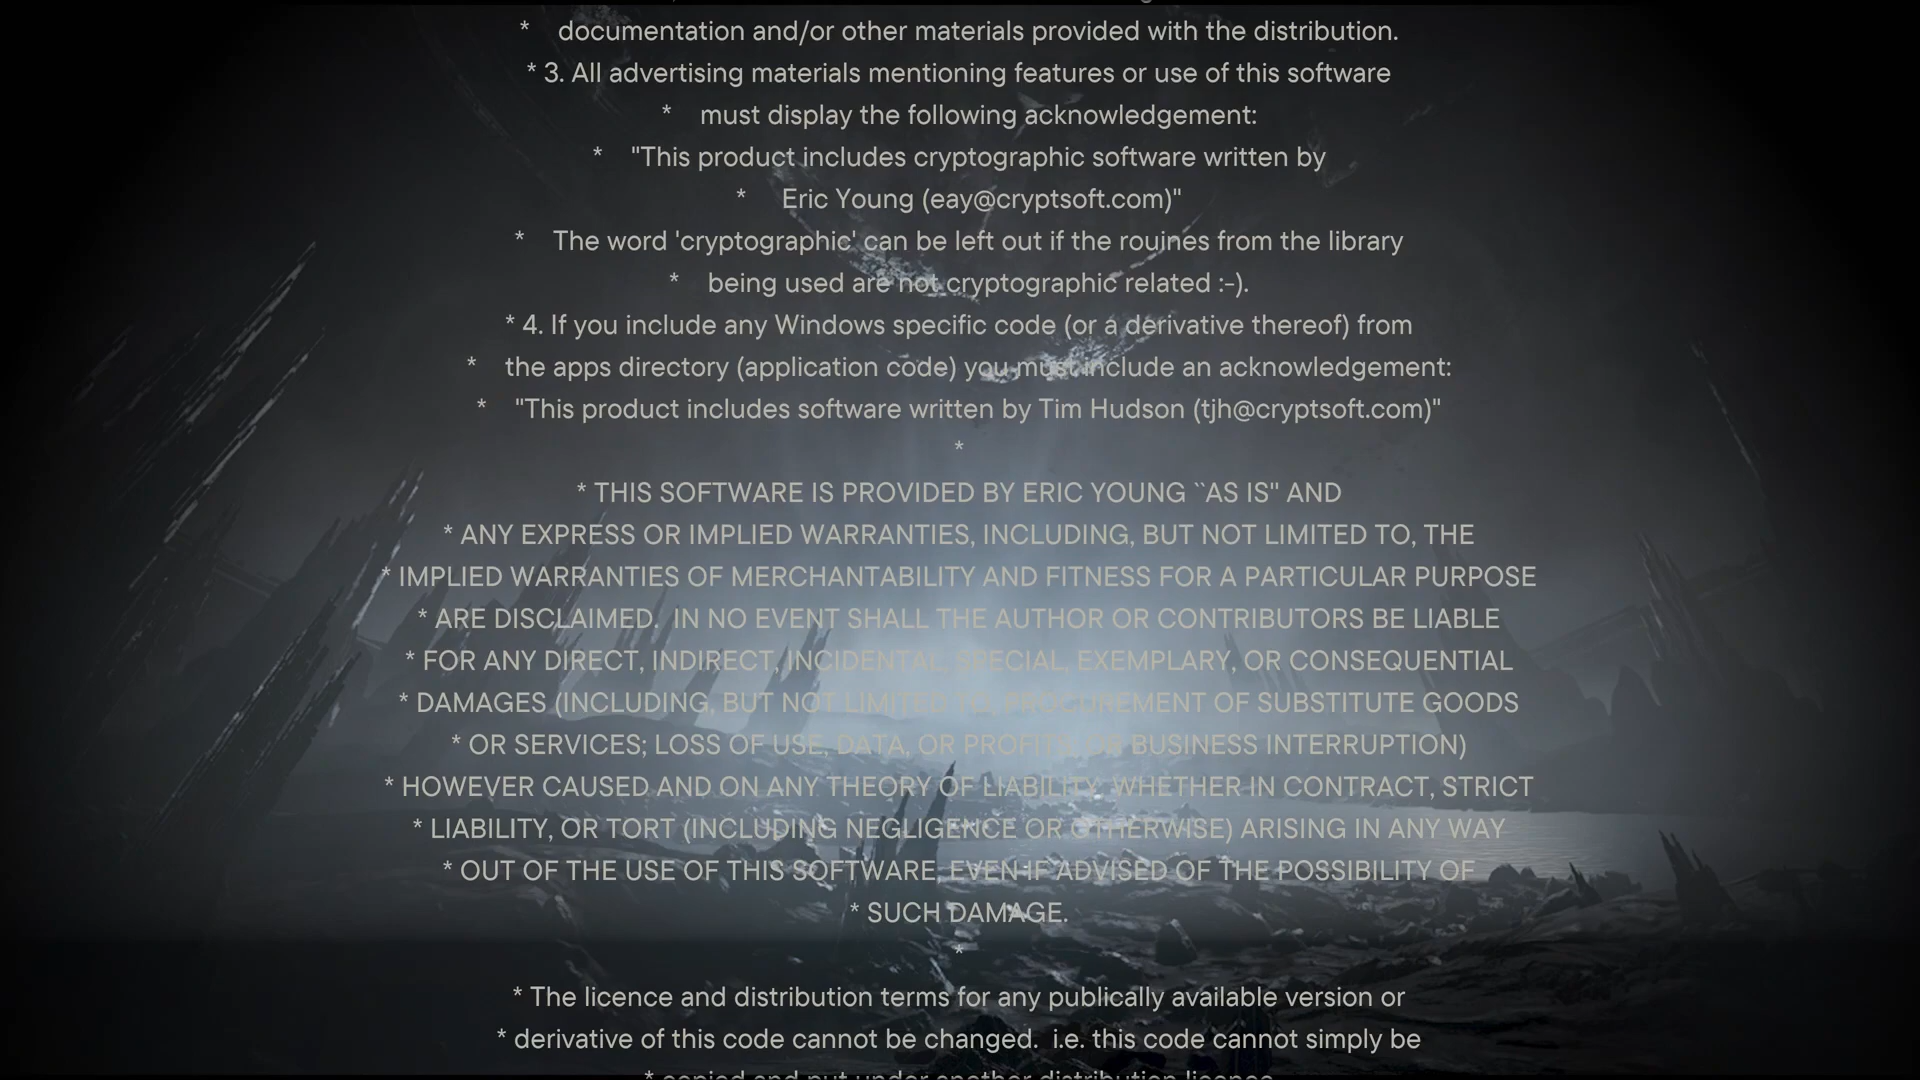 * documentation and/or other materials provided with the distribution.
* 3. All advertising materials mentioning features or use of this software
* must display the following acknowledgement:
* "This product includes cryptographic software written by
* Eric Young (eay@cryptsoft.com)"
* The word 'cryptographic' can be left out if the rouines from the library
* being used are not cryptographic related :-).
* 4. If you include any Windows specific code (or a derivative thereof) from
* the apps directory (application code) you must include an acknowledgement:
* "This product includes software written by Tim Hudson (tjh@cryptsoft.com)"
*
* THIS SOFTWARE IS PROVIDED BY ERIC YOUNG ``AS IS'' AND
* ANY EXPRESS OR IMPLIED WARRANTIES, INCLUDING, BUT NOT LIMITED TO, THE
* IMPLIED WARRANTIES OF MERCHANTABILITY AND FITNESS FOR A PARTICULAR PURPOSE
* ARE DISCLAIMED.  IN NO EVENT SHALL THE AUTHOR OR CONTRIBUTORS BE LIABLE
* FOR ANY DIRECT, INDIRECT, INCIDENTAL, SPECIAL, EXEMPLARY, OR CONSEQUENTIAL
* DAMAGES (INCLUDING, BUT NOT LIMITED TO, PROCUREMENT OF SUBSTITUTE GOODS
* OR SERVICES; LOSS OF USE, DATA, OR PROFITS; OR BUSINESS INTERRUPTION)
* HOWEVER CAUSED AND ON ANY THEORY OF LIABILITY, WHETHER IN CONTRACT, STRICT
* LIABILITY, OR TORT (INCLUDING NEGLIGENCE OR OTHERWISE) ARISING IN ANY WAY
* OUT OF THE USE OF THIS SOFTWARE, EVEN IF ADVISED OF THE POSSIBILITY OF
* SUCH DAMAGE.
*
* The licence and distribution terms for any publically available version or
* derivative of this code cannot be changed.  i.e. this code cannot simply be
* copied and put under another distribution licence